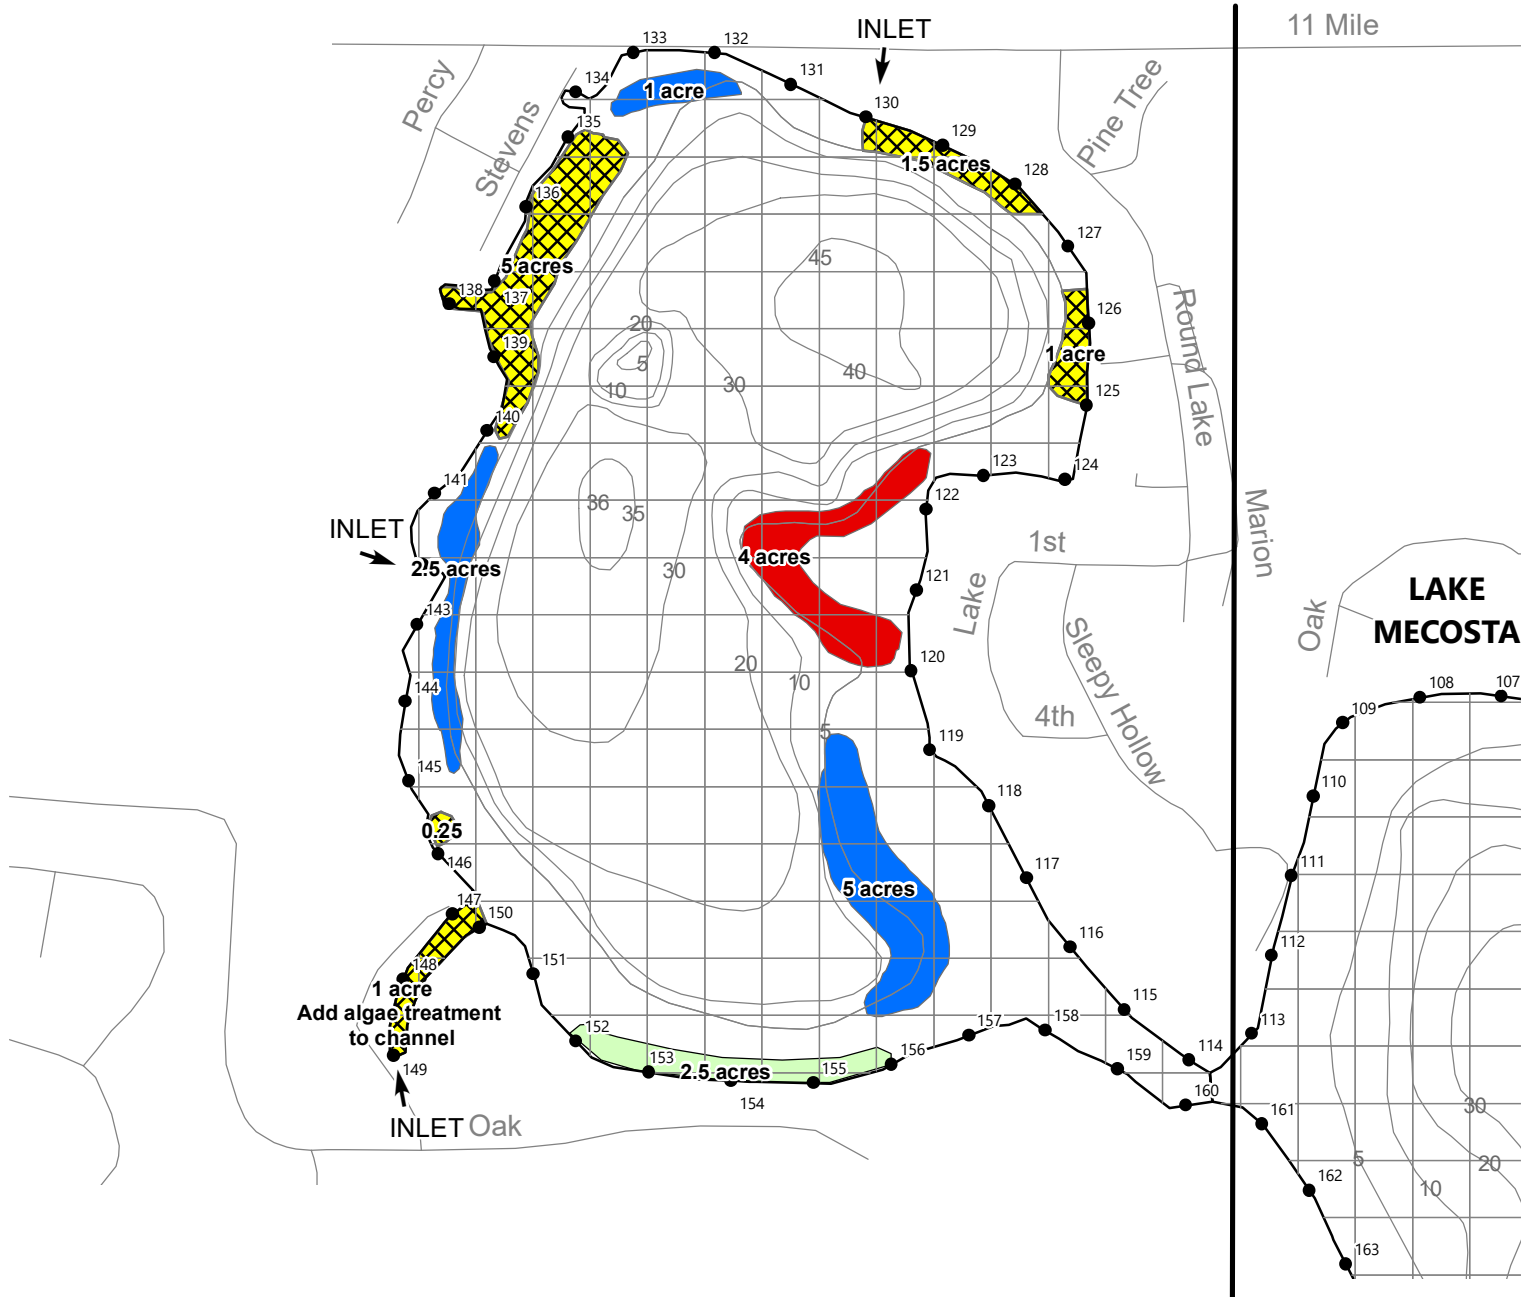 11 Mile
INLET
133
132
131
134
Percy
Stevens
1 acre
130
129
1.5 acres
128
Pine Tree
135
136
127
45
5 acres
138
137
126
Round Lake
20
5
139
1 acre
10
30
40
125
140
141
123
124
122
36
35
Marion
INLET
1st
2.5 acres
4 acres
30
121
Lake
LAKE
MECOSTA
Oak
143
Sleepy Hollow
120
20
10
144
108
107
109
4th
5
119
145
110
118
0.25
146
117
111
5 acres
147
150
116
112
148
151
1 acre
Add algae treatment
to channel
115
113
149
152
153
2.5 acres
155
156
157
158
159
114
154
160
161
30
INLET
Oak
5
20
10
162
163